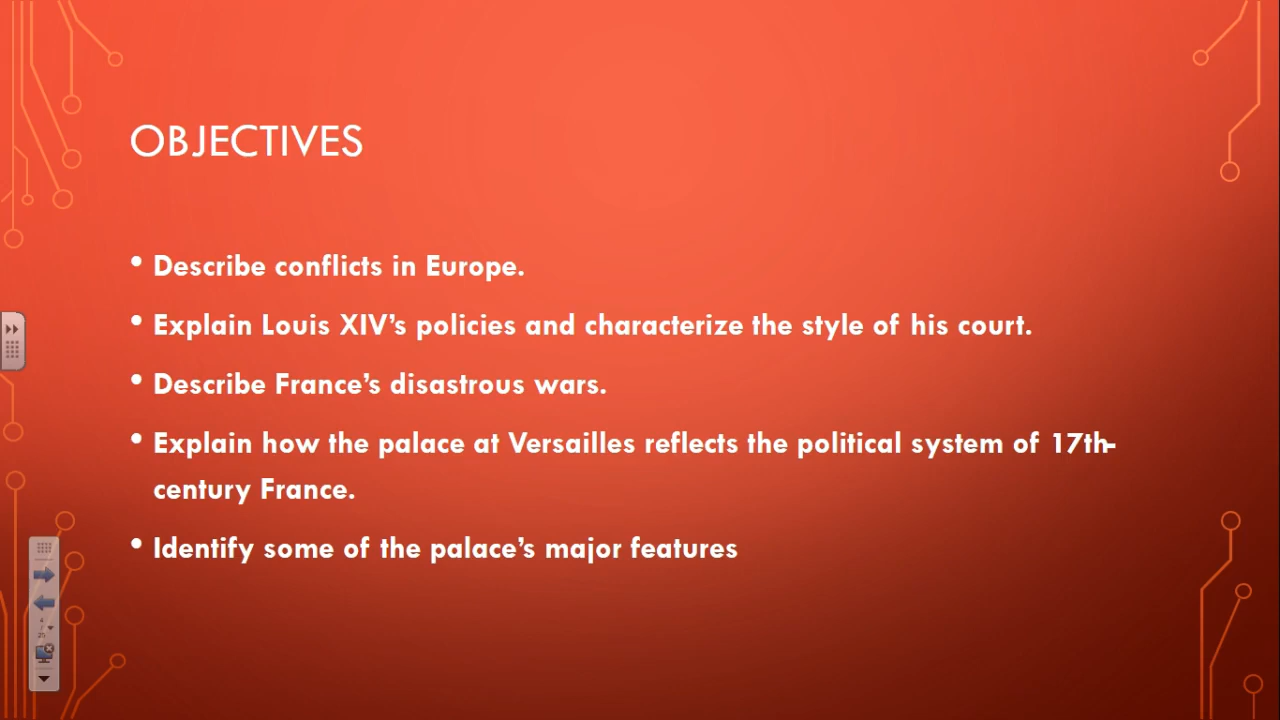 OBJECTIVES
• Describe conflicts in Europe.
• Explain Louis XIV's policies and characterize the style of his court.
• Describe France's disastrous wars.
• Explain how the palace at Versailles reflects the political system of 17th-
century France.
• Identify some of the palace's major features
4
25